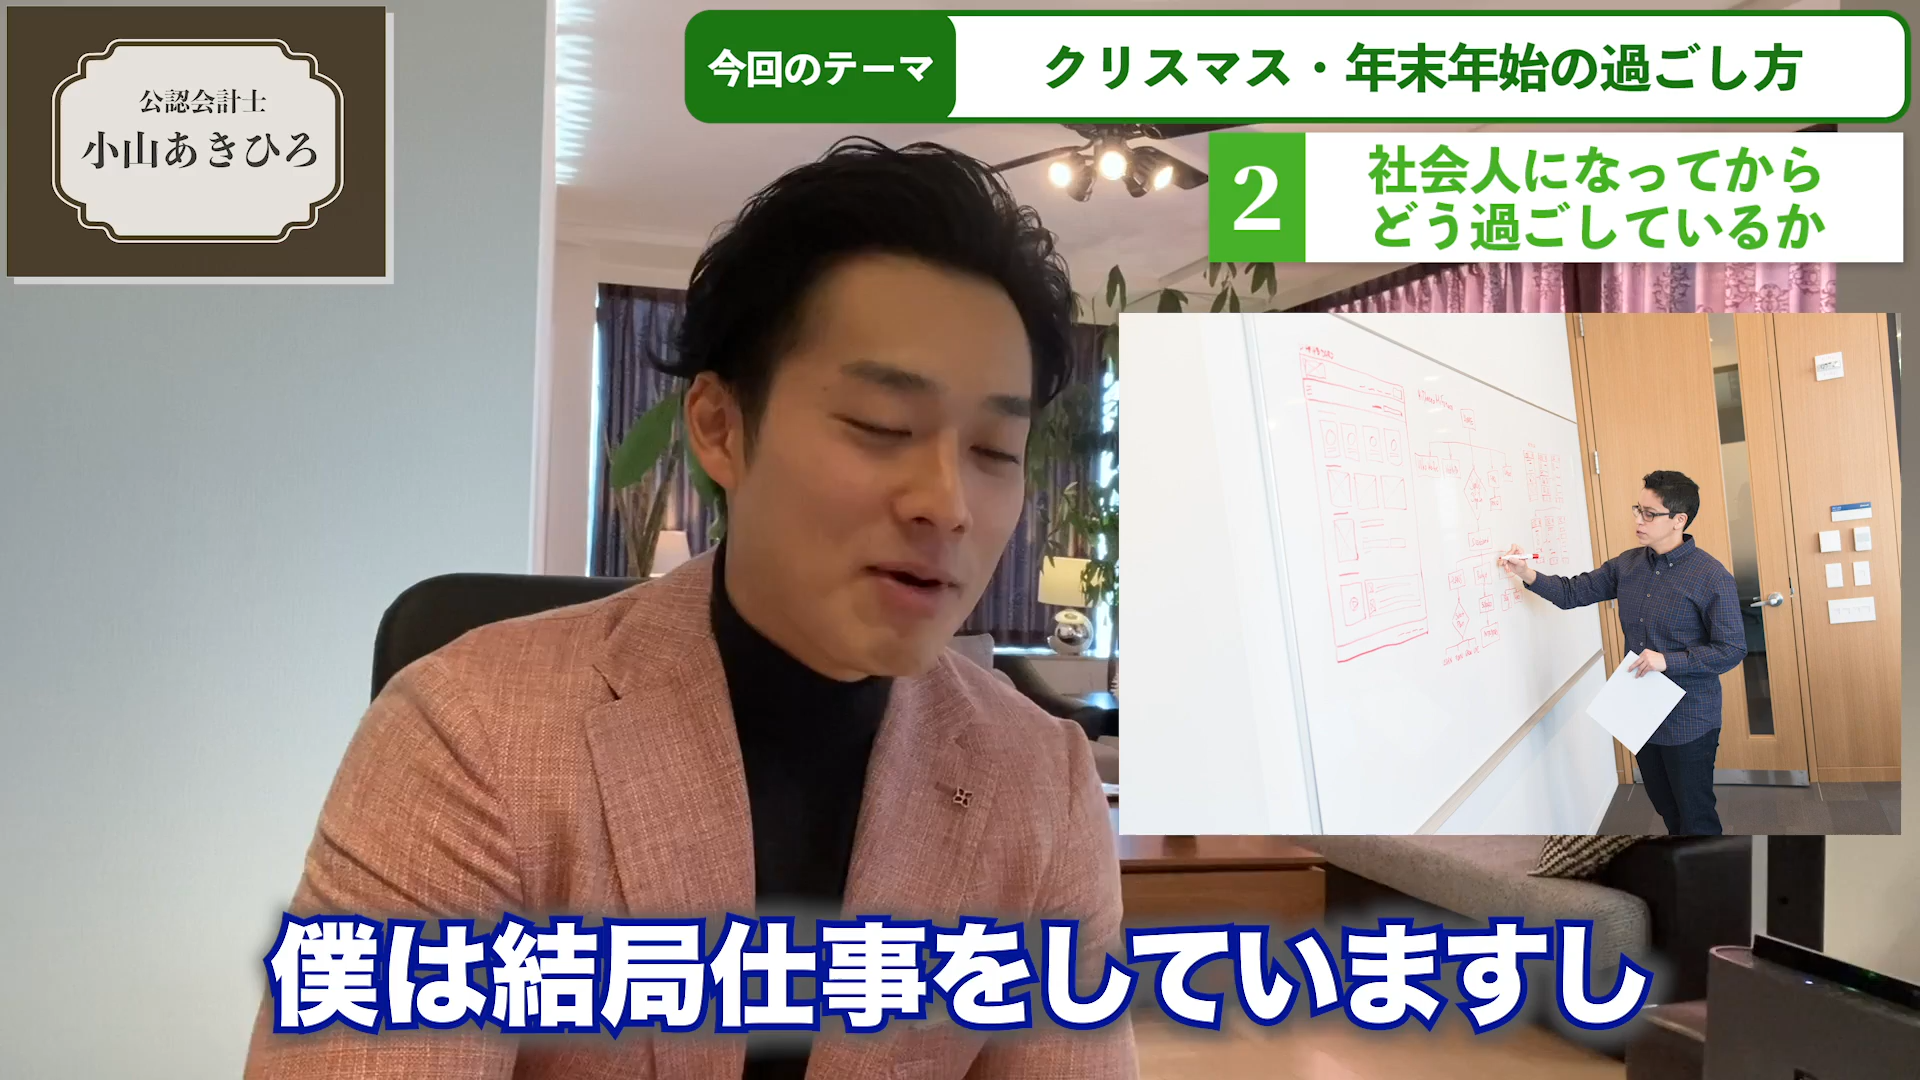 公認会計士
小山あきひろ
今回のテーマ
クリスマス・年末年始の過ごし方
2
社会人になってから
どう過ごしているか
僕は結局仕事をしていますし